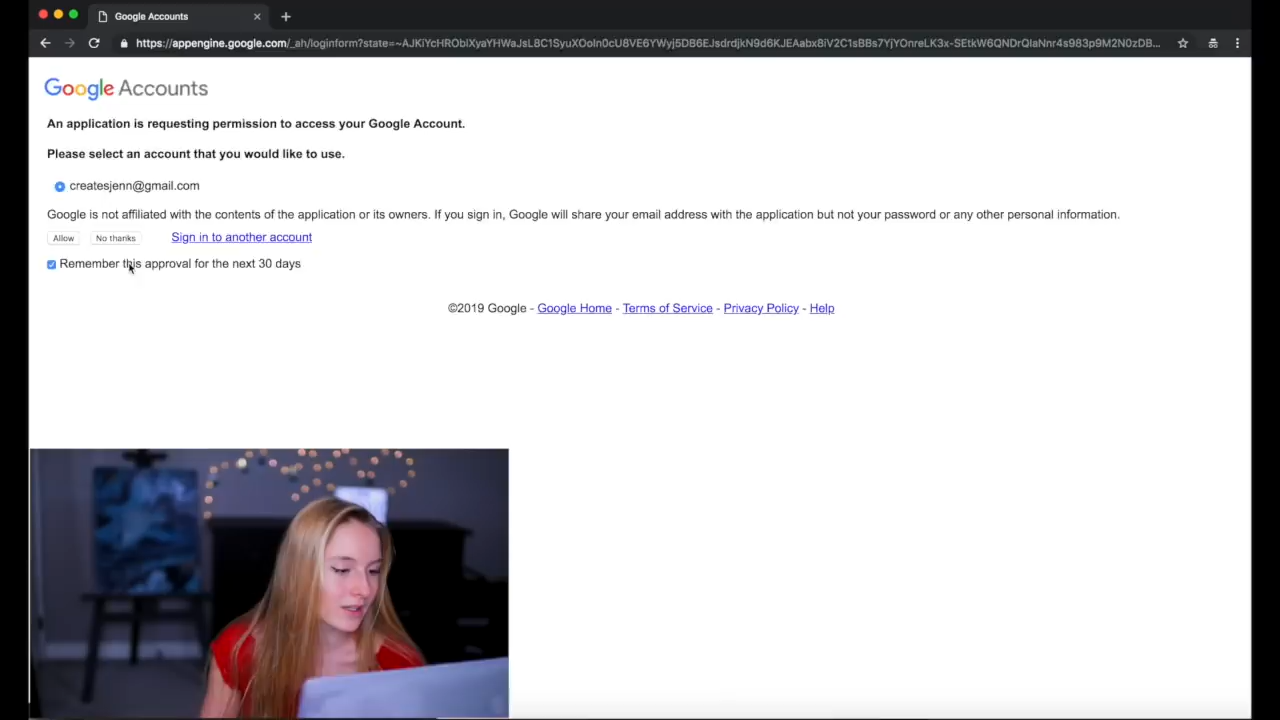 Google Accounts
https://appengine.google.com/_ah/loginform?state=
Google Accounts
An application is requesting permission to access your Google Account.
Please select an account that you would like to use.
createsjenn@gmail.com
Google is not affiliated with the contents of the application or its owners. If you sign in, Google will share your email address with the application but not your password or any other personal information.
Allow No thanks Sign in to another account
Remember this approval for the next 30 days
©2019 Google - Google Home - Terms of Service - Privacy Policy - Help